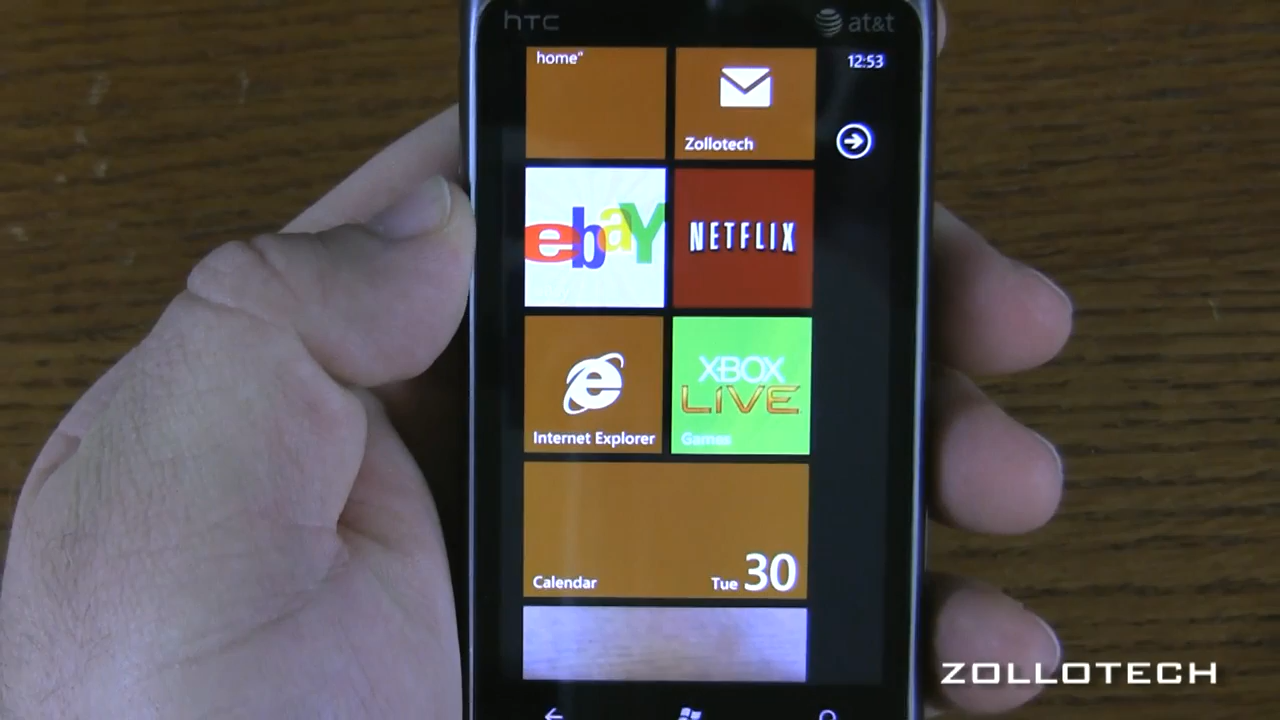 hTC
at&t
home"
12:53
Zollotech
ebaY
NETFLIX
XBOX
LIVE
Internet Explorer
Games
Calendar
Tue 30
ZOLLOTECH